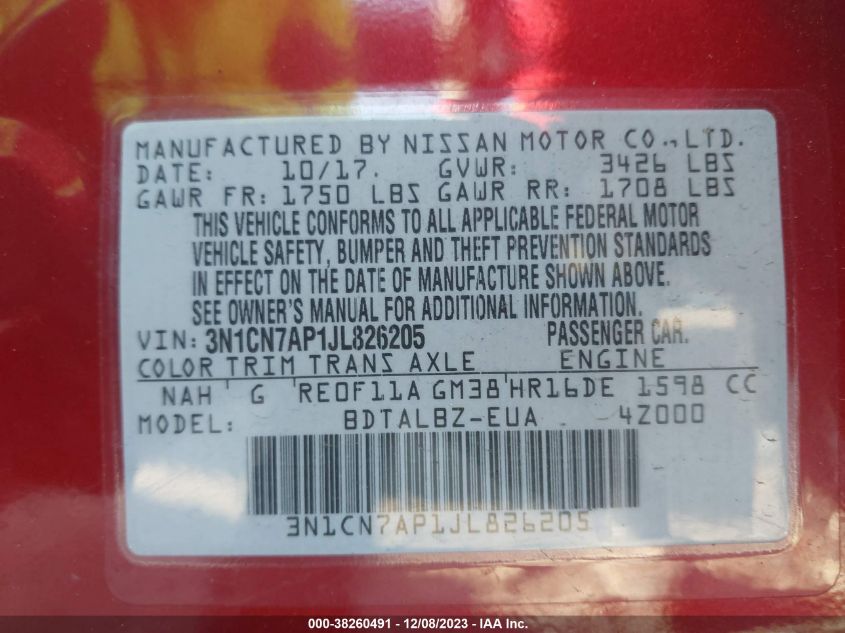 MANUFACTURED BY NISSAN MOTOR CO., LTD.
DATE: 10/17. GVWR: 3426 LBS
GAWR FR: 1750 LBS GAWR RR: 1708 LBS
THIS VEHICLE CONFORMS TO ALL APPLICABLE FEDERAL MOTOR
VEHICLE SAFETY, BUMPER AND THEFT PREVENTION STANDARDS
IN EFFECT ON THE DATE OF MANUFACTURE SHOWN ABOVE.
SEE OWNER'S MANUAL FOR ADDITIONAL INFORMATION.
VIN: 3N1CN7AP1JL826205 PASSENGER CAR.
COLOR TRIM TRANS AXLE ENGINE
NAH G RE0F11A GM38 HR16DE 1598 CC
MODEL: BDTALBZ-EUA 4Z000
3N1CN7AP1JL826205
000-38260491 - 12/08/2023 - IAA Inc.